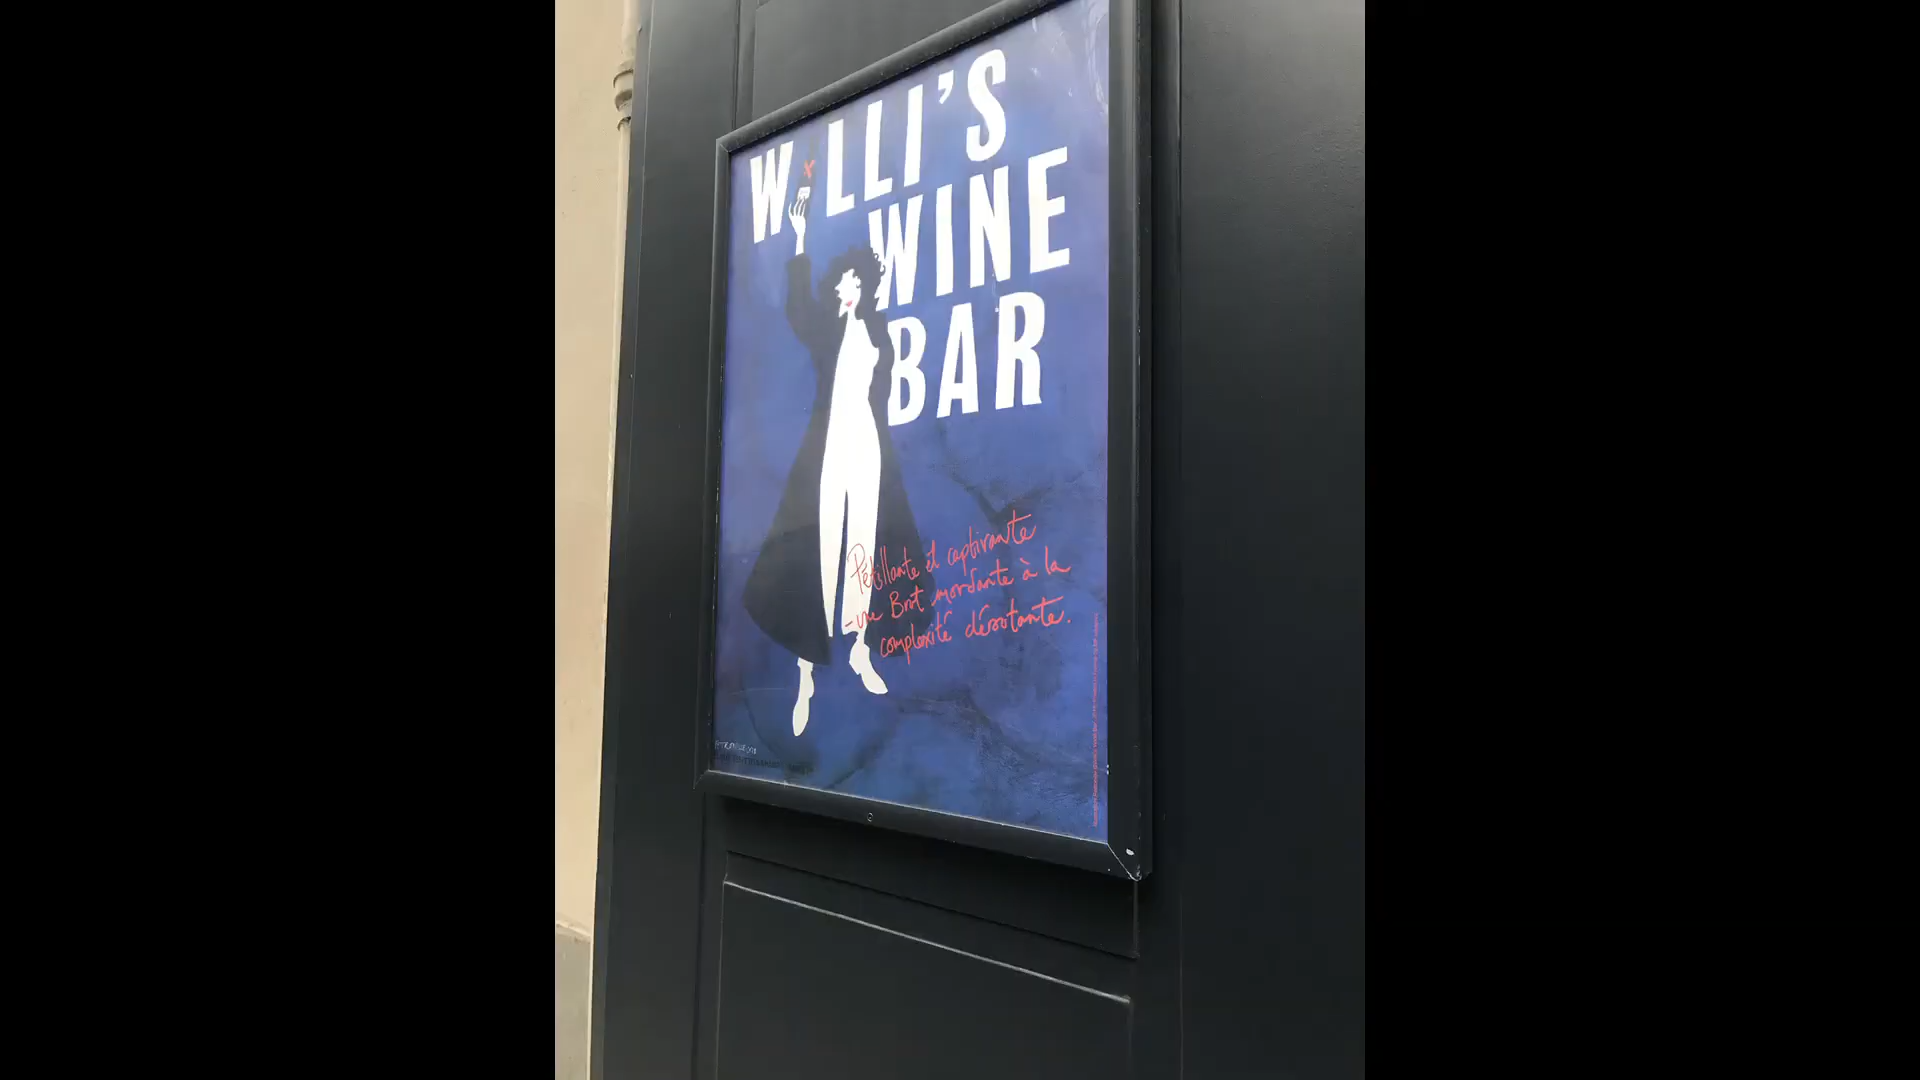 WiLLI'S
WINE
BAR
Pétillante et captivante
-une Brut mordante à la
complexité déroutante.